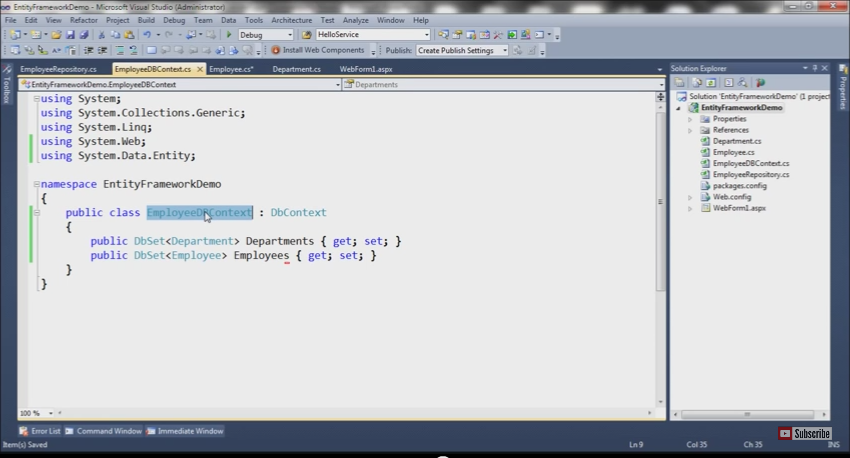 EntityFrameworkDemo - Microsoft Visual Studio (Administrator)
File Edit View Refactor Project Build Debug Team Data Tools Architecture Test Analyze Window Help
Debug HelloService
Install Web Components Publish: Create Publish Settings
EmployeeRepository.cs EmployeeDBContext.cs Employee.cs* Department.cs WebForm1.aspx
EntityFrameworkDemo.EmployeeDBContext Departments
using System;
using System.Collections.Generic;
using System.Linq;
using System.Web;
using System.Data.Entity;
namespace EntityFrameworkDemo
{
public class EmployeeDBContext : DbContext
{
public DbSet<Department> Departments { get; set; }
public DbSet<Employee> Employees { get; set; }
}
}
100 %
Error List Command Window Immediate Window
Item(s) Saved Ln 9 Col 35 Ch 35 INS
Toolbox
Solution Explorer
Solution 'EntityFrameworkDemo' (1 project
EntityFrameworkDemo
Properties
References
Department.cs
Employee.cs
EmployeeDBContext.cs
EmployeeRepository.cs
packages.config
Web.config
WebForm1.aspx
Properties
Subscribe